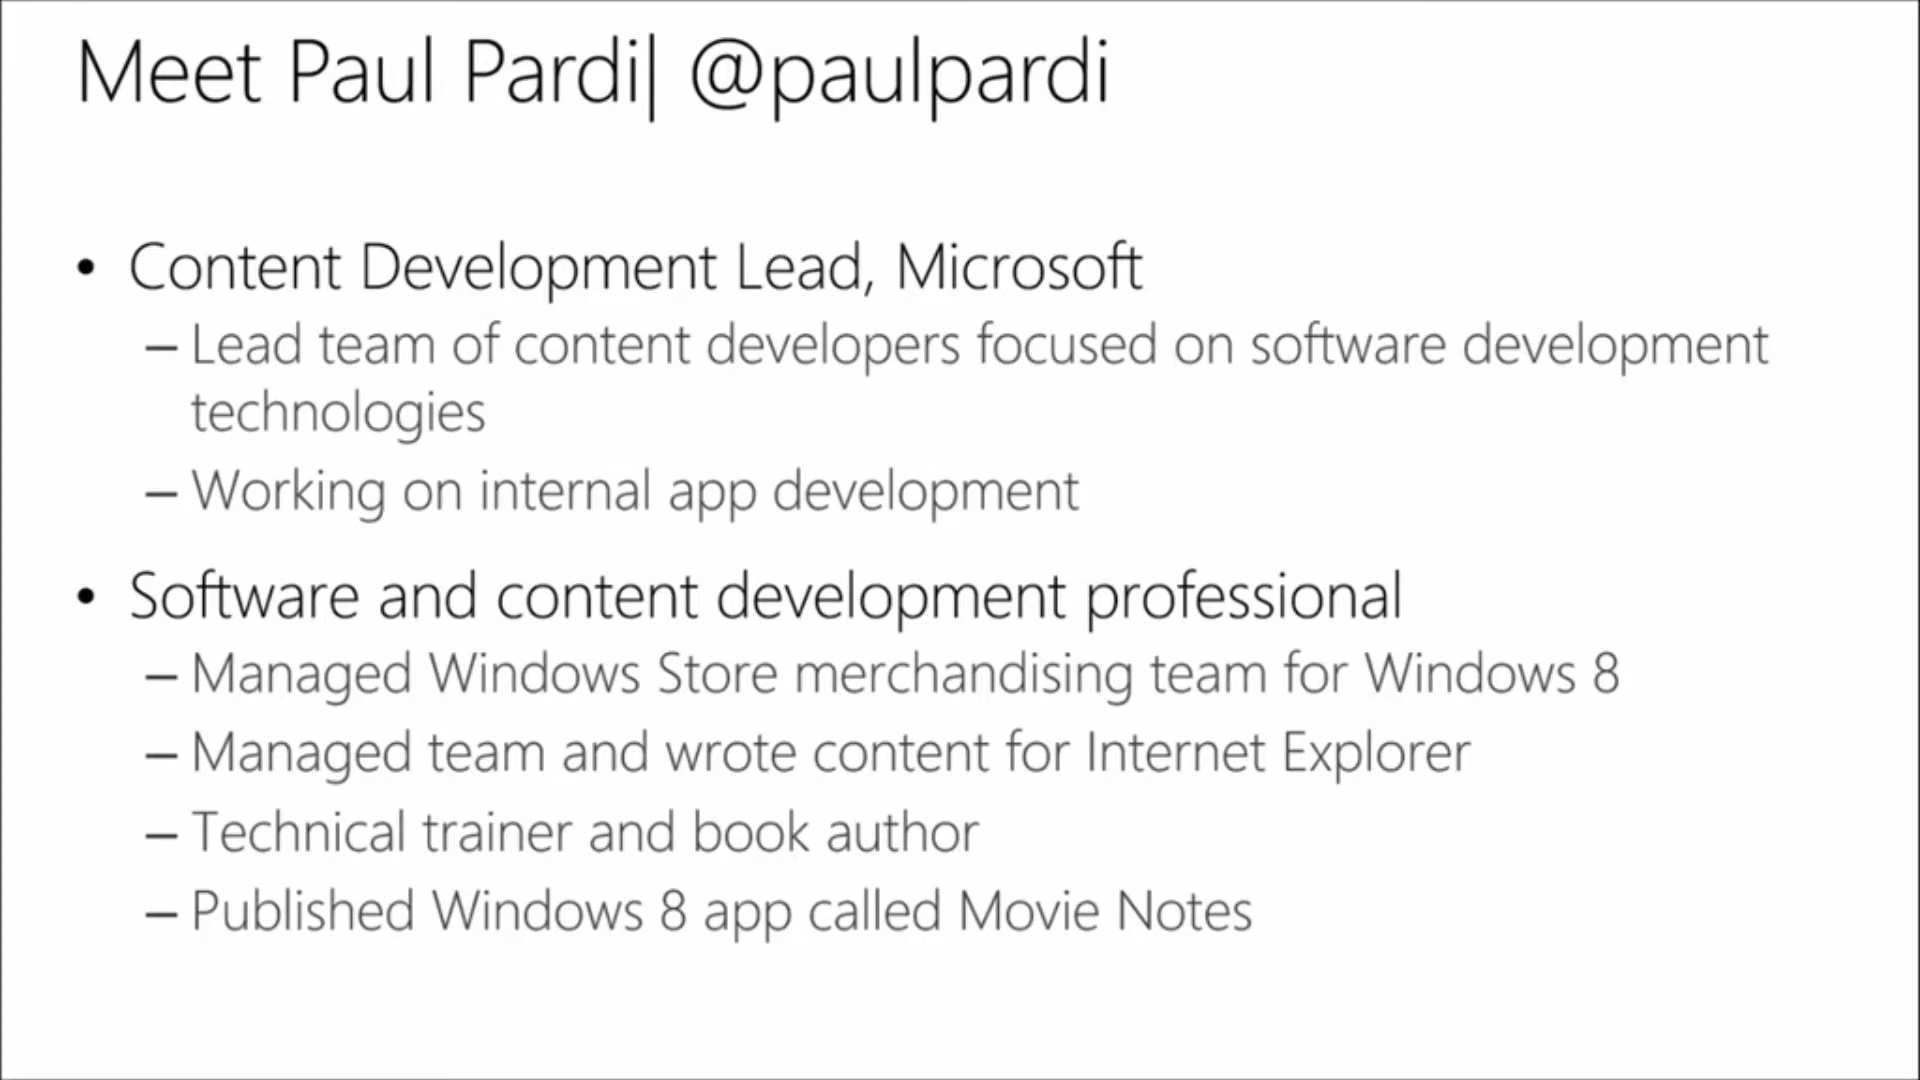 Meet Paul Pardi| @paulpardi
• Content Development Lead, Microsoft
– Lead team of content developers focused on software development
technologies
– Working on internal app development
• Software and content development professional
– Managed Windows Store merchandising team for Windows 8
– Managed team and wrote content for Internet Explorer
– Technical trainer and book author
– Published Windows 8 app called Movie Notes